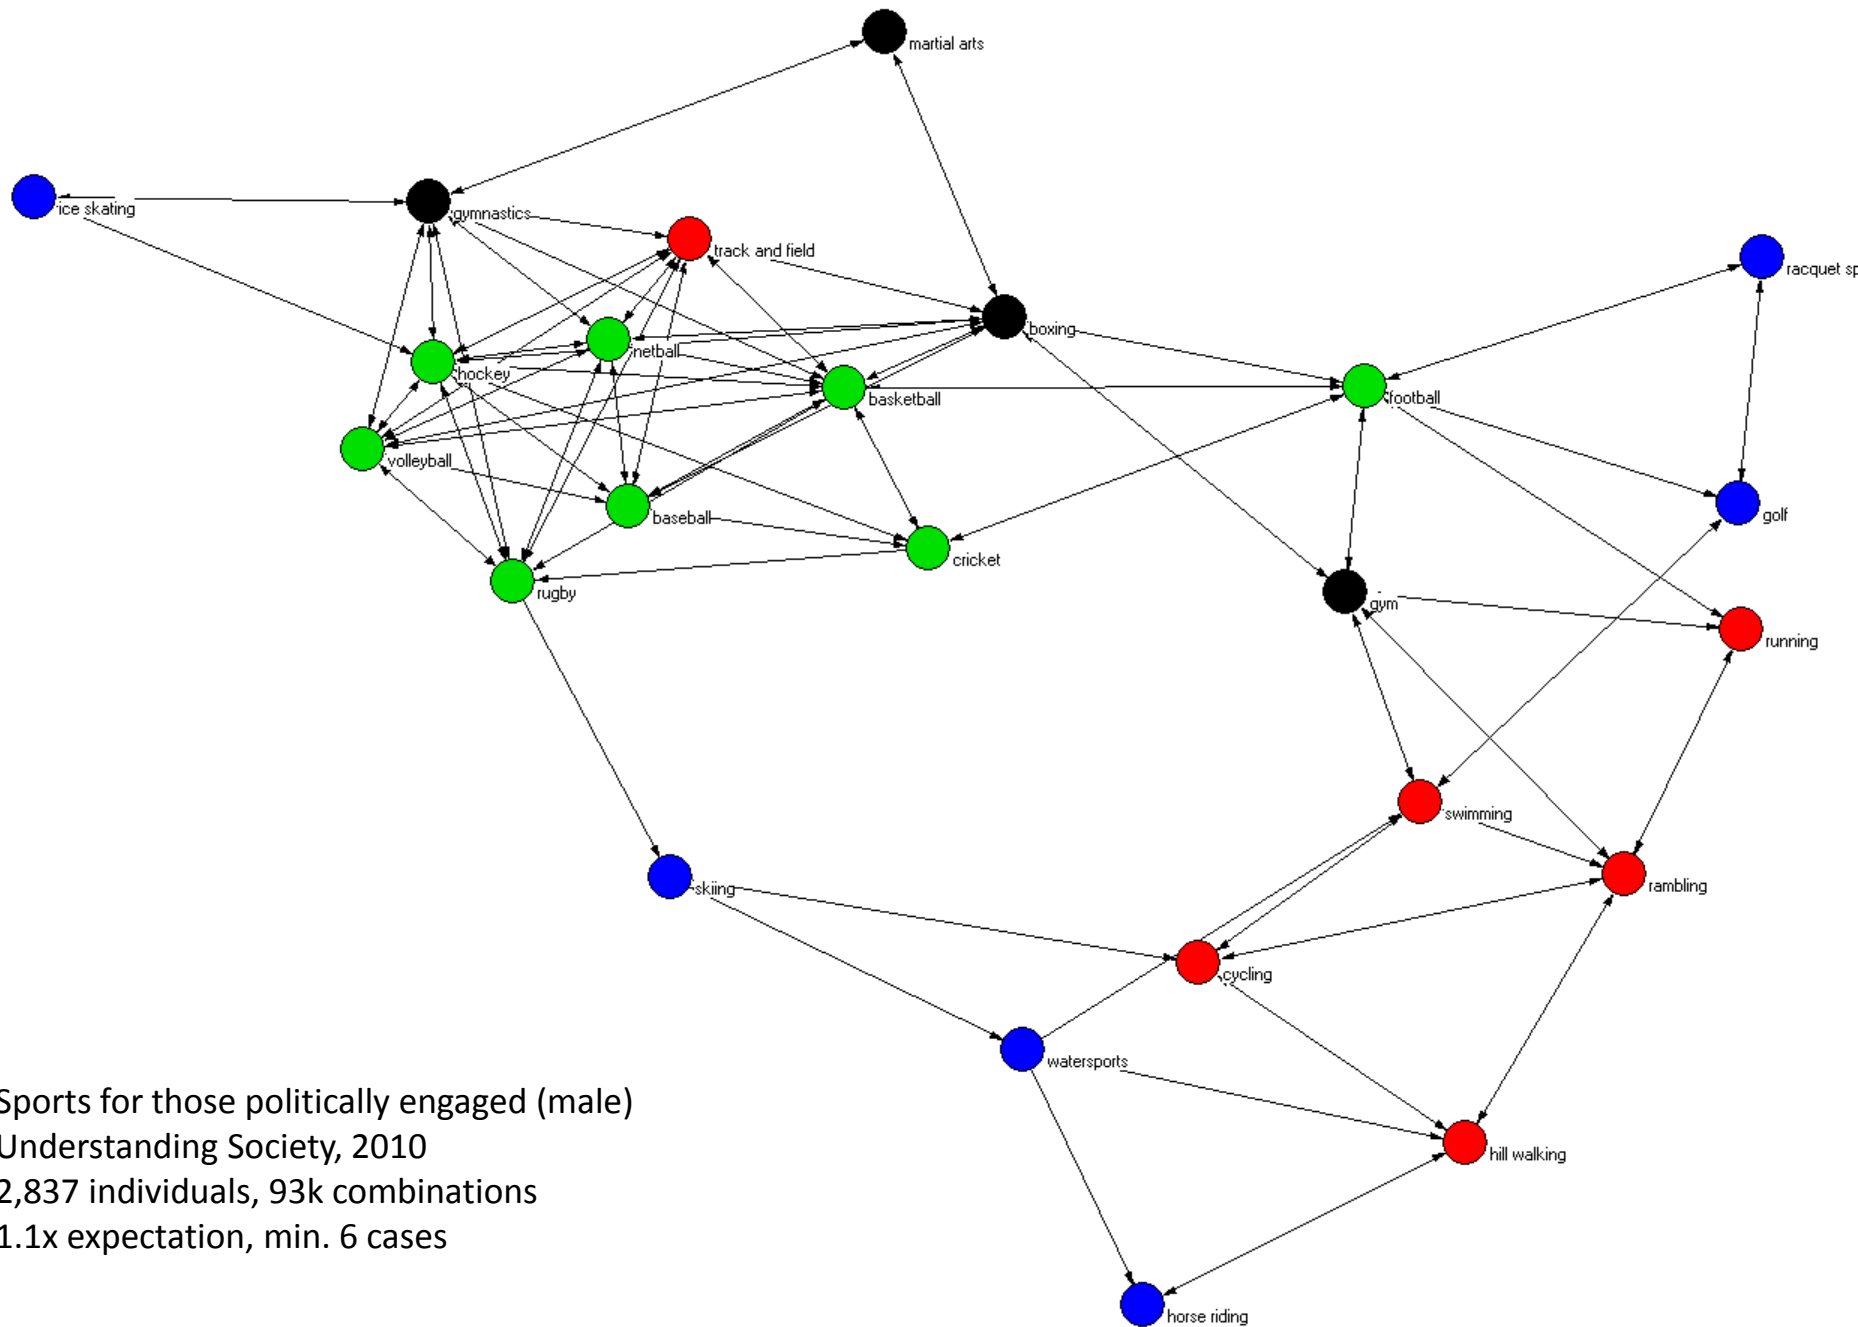 martial arts
ice skating
gymnastics
track and field
racquet sp
boxing
netball
hockey
basketball
football
volleyball
baseball
golf
cricket
rugby
gym
running
swimming
skiing
rambling
cycling
watersports
hill walking
horse riding
Sports for those politically engaged (male)
Understanding Society, 2010
2,837 individuals, 93k combinations
1.1x expectation, min. 6 cases